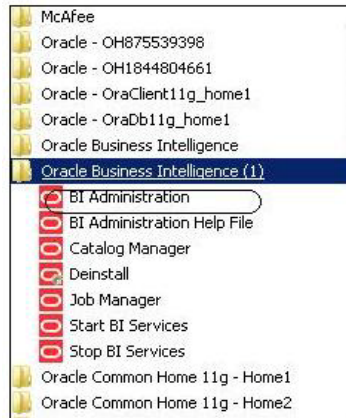 McAfee
Oracle - OH875539398
Oracle - OH1844804661
Oracle - OraClient11g_home1
Oracle - OraDb11g_home1
Oracle Business Intelligence
Oracle Business Intelligence (1)
BI Administration
BI Administration Help File
Catalog Manager
Deinstall
Job Manager
Start BI Services
Stop BI Services
Oracle Common Home 11g - Home1
Oracle Common Home 11g - Home2